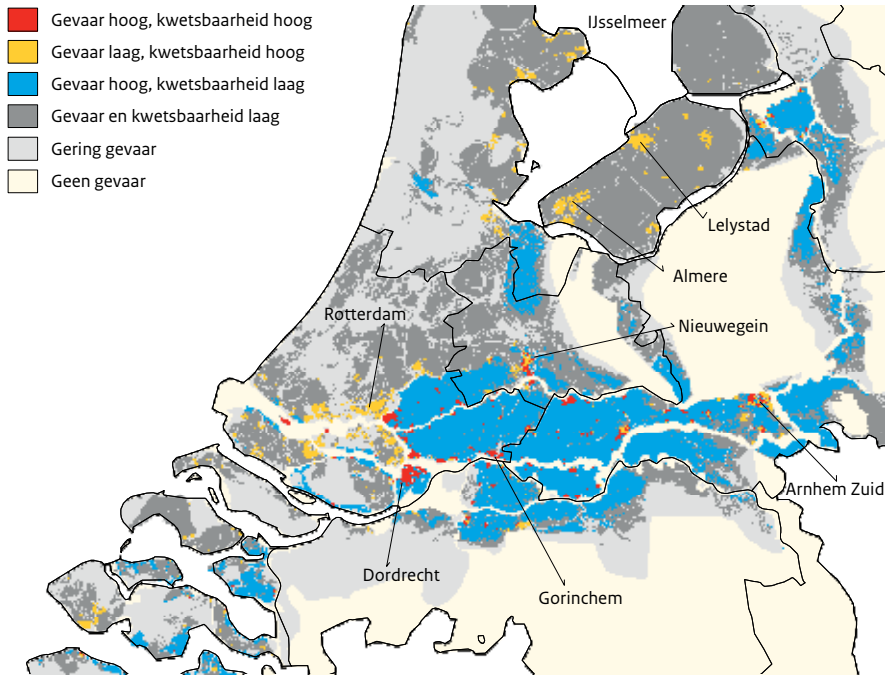 Gevaar hoog, kwetsbaarheid hoog
Gevaar laag, kwetsbaarheid hoog
Gevaar hoog, kwetsbaarheid laag
Gevaar en kwetsbaarheid laag
Gering gevaar
Geen gevaar
IJsselmeer
Lelystad
Almere
Rotterdam
Nieuwegein
Arnhem Zuid
Dordrecht
Gorinchem